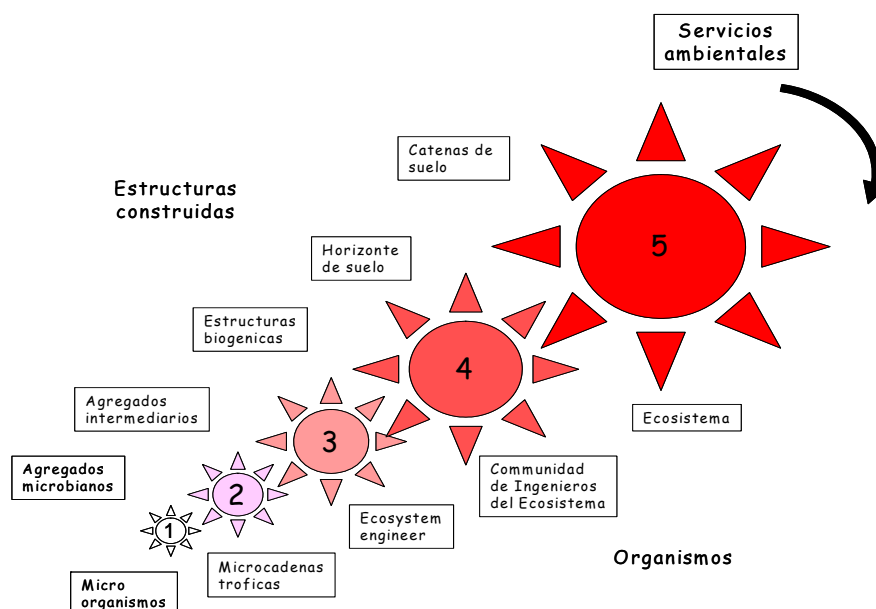 Servicios
ambientales
Catenas de
suelo
Estructuras
construidas
5
Horizonte
de suelo
Estructuras
biogenicas
4
Agregados
intermediarios
Ecosistema
3
Agregados
microbianos
Communidad
de Ingenieros
del Ecosistema
2
Ecosystem
engineer
1
Organismos
Microcadenas
troficas
Micro
organismos